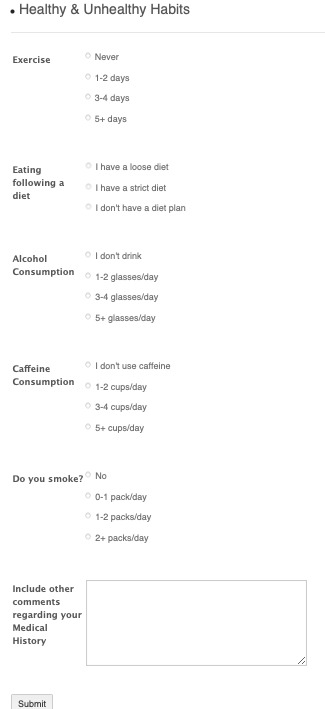 • Healthy & Unhealthy Habits
Exercise
Never
1-2 days
3-4 days
5+ days
Eating
following a
diet
I have a loose diet
I have a strict diet
I don't have a diet plan
Alcohol
Consumption
I don't drink
1-2 glasses/day
3-4 glasses/day
5+ glasses/day
Caffeine
Consumption
I don't use caffeine
1-2 cups/day
3-4 cups/day
5+ cups/day
Do you smoke?
No
0-1 pack/day
1-2 packs/day
2+ packs/day
Include other
comments
regarding your
Medical
History
Submit